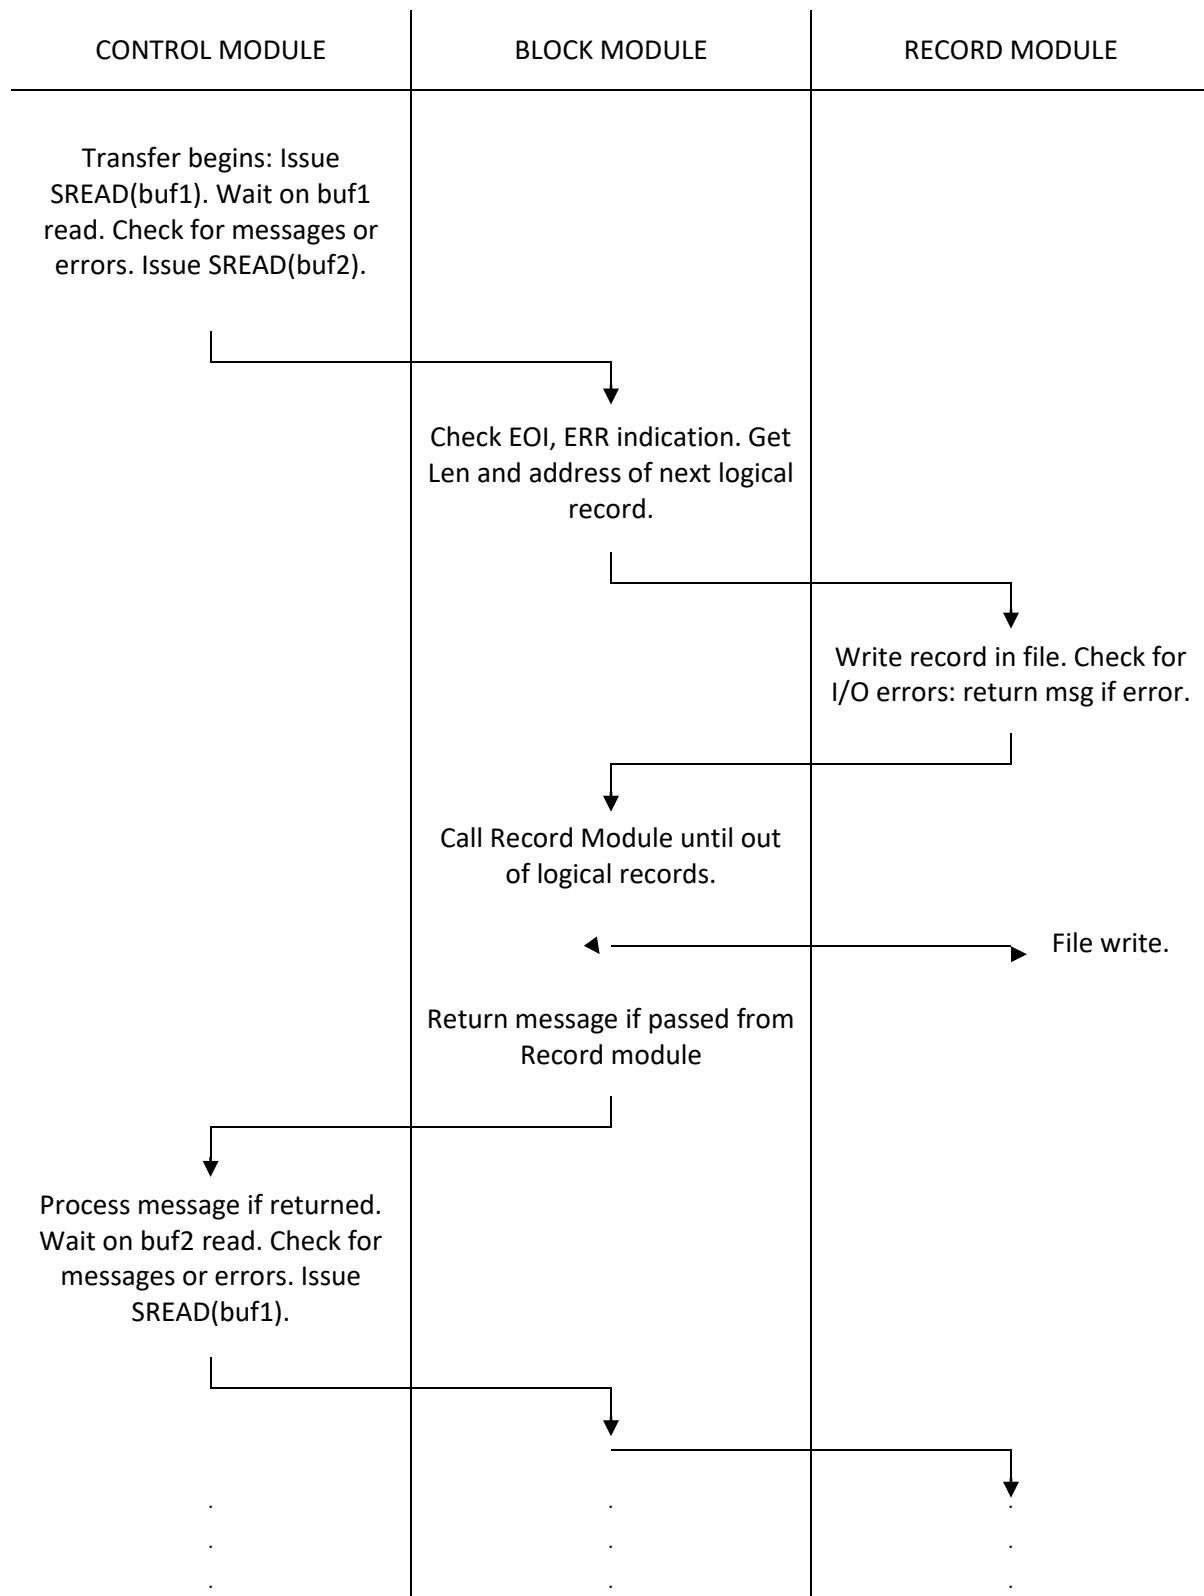 CONTROL MODULE
BLOCK MODULE
RECORD MODULE
Transfer begins: Issue
SREAD(buf1). Wait on buf1
read. Check for messages or
errors. Issue SREAD(buf2).
Check EOI, ERR indication. Get
Len and address of next logical
record.
Write record in file. Check for
I/O errors: return msg if error.
Call Record Module until out
of logical records.
File write.
Return message if passed from
Record module
Process message if returned.
Wait on buf2 read. Check for
messages or errors. Issue
SREAD(buf1).
. . .
. . .
. . .